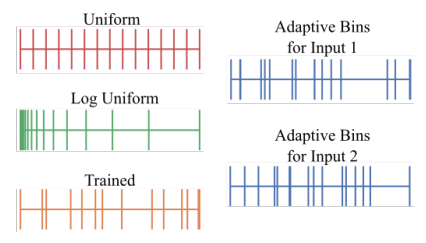 Uniform
Log Uniform
Trained
Adaptive Bins
for Input 1
Adaptive Bins
for Input 2